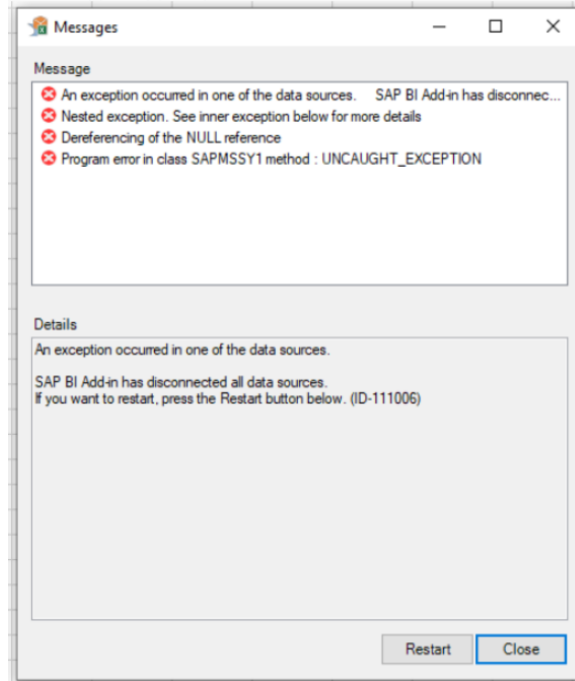 Messages
Message
An exception occurred in one of the data sources. SAP BI Add-in has disconnec...
Nested exception. See inner exception below for more details
Dereferencing of the NULL reference
Program error in class SAPMSSY1 method : UNCAUGHT_EXCEPTION
Details
An exception occurred in one of the data sources.
SAP BI Add-in has disconnected all data sources.
If you want to restart, press the Restart button below. (ID-111006)
Restart Close